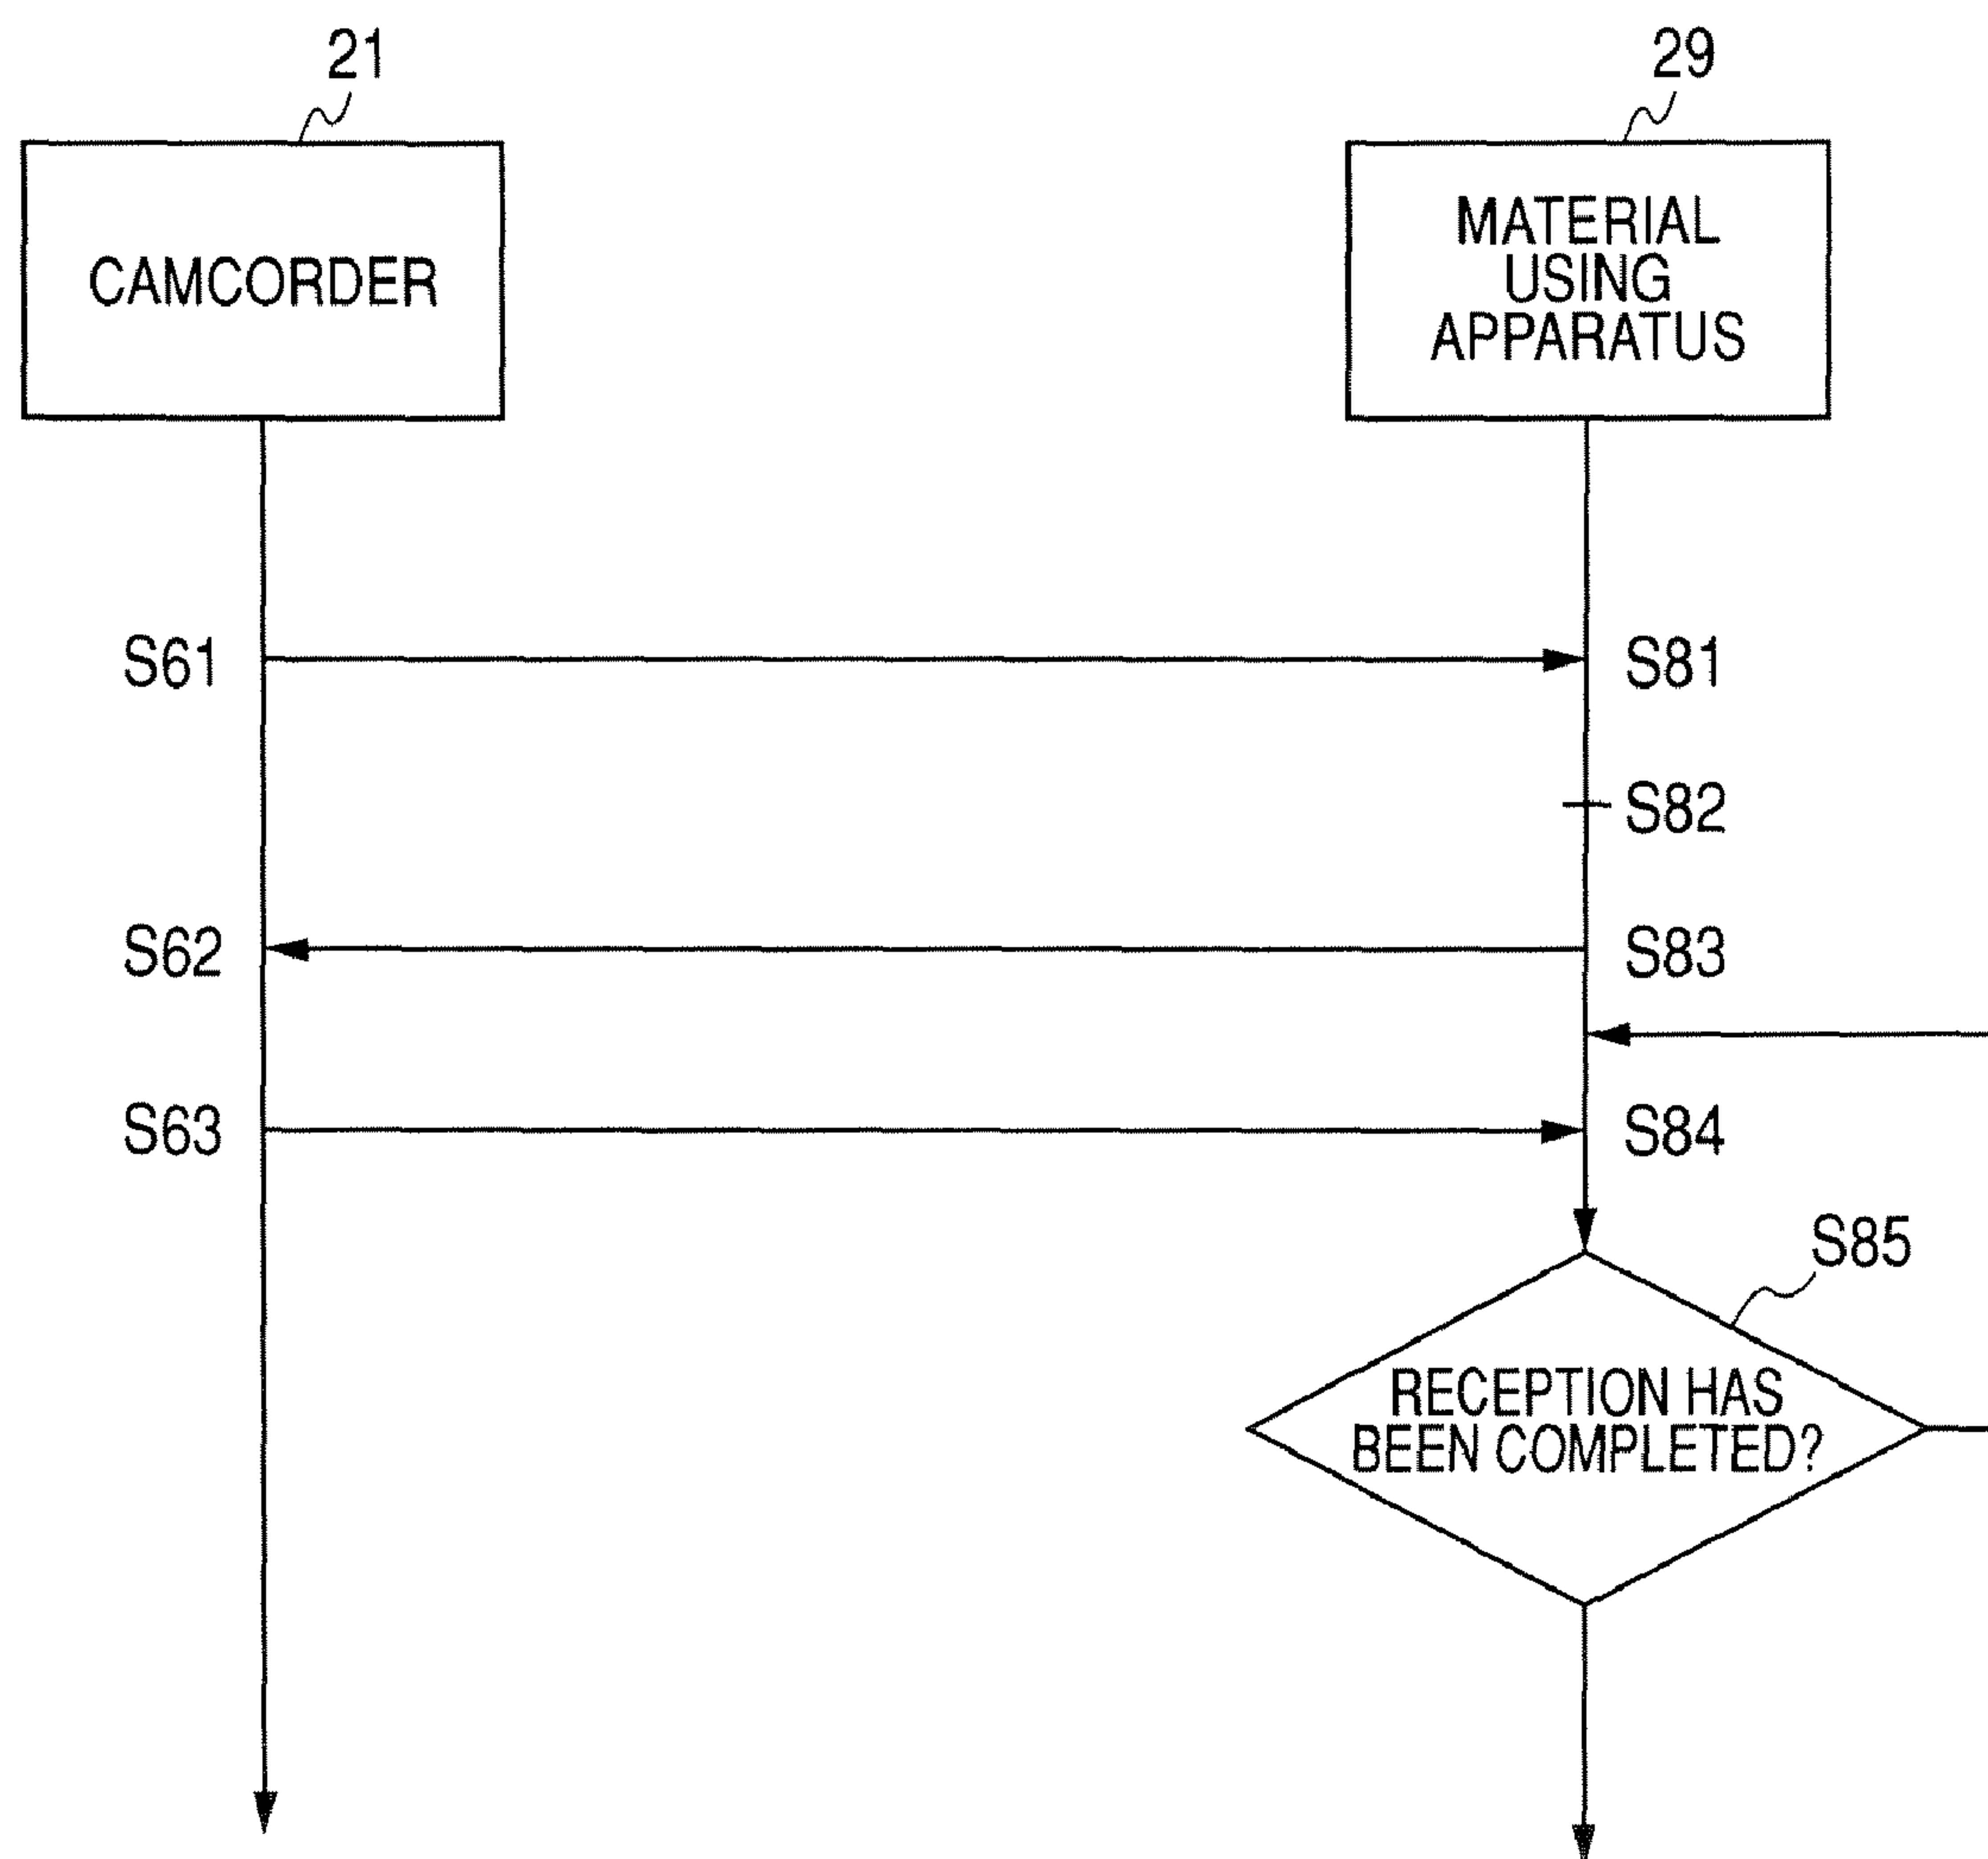 21
29
CAMCORDER
MATERIAL
USING
APPARATUS
S61
S81
S82
S62
S83
S63
S84
S85
RECEPTION HAS
BEEN COMPLETED?